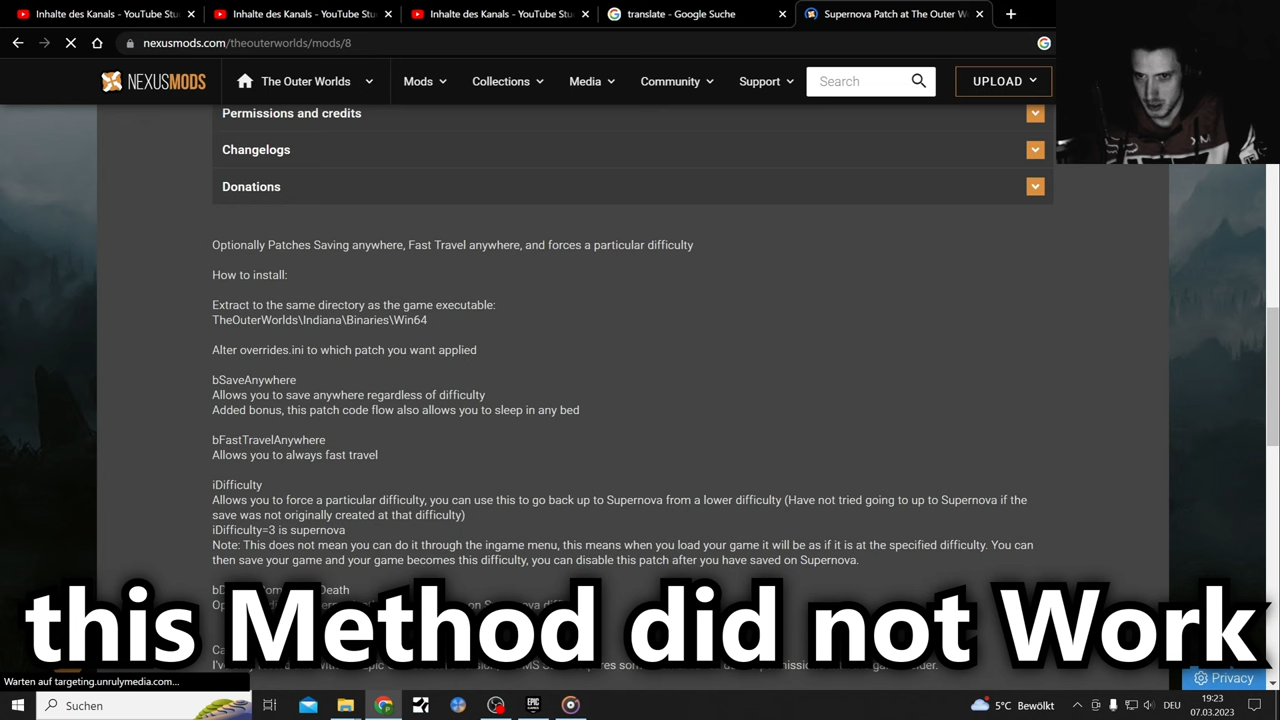 Inhalte des Kanals - YouTube Stu
Inhalte des Kanals - YouTube Stu
Inhalte des Kanals - YouTube Stu
translate - Google Suche
Supernova Patch at The Outer W
nexusmods.com/theouterworlds/mods/8
NEXUSMODS
The Outer Worlds
Mods
Collections
Media
Community
Support
Search
UPLOAD
Permissions and credits
Changelogs
Donations
Optionally Patches Saving anywhere, Fast Travel anywhere, and forces a particular difficulty
How to install:
Extract to the same directory as the game executable:
TheOuterWorlds\Indiana\Binaries\Win64
Alter overrides.ini to which patch you want applied
bSaveAnywhere
Allows you to save anywhere regardless of difficulty
Added bonus, this patch code flow also allows you to sleep in any bed
bFastTravelAnywhere
Allows you to always fast travel
iDifficulty
Allows you to force a particular difficulty, you can use this to go back up to Supernova from a lower difficulty (Have not tried going to up to Supernova if the
save was not originally created at that difficulty)
iDifficulty=3 is supernova
Note: This does not mean you can do it through the ingame menu, this means when you load your game it will be as if it is at the specified difficulty. You can
then save your game and your game becomes this difficulty, you can disable this patch after you have saved on Supernova.
Death
this Method did not Work
Warten auf targeting.unrulymedia.com...
Privacy
Suchen
5°C Bewölkt
DEU
19:23
07.03.2023